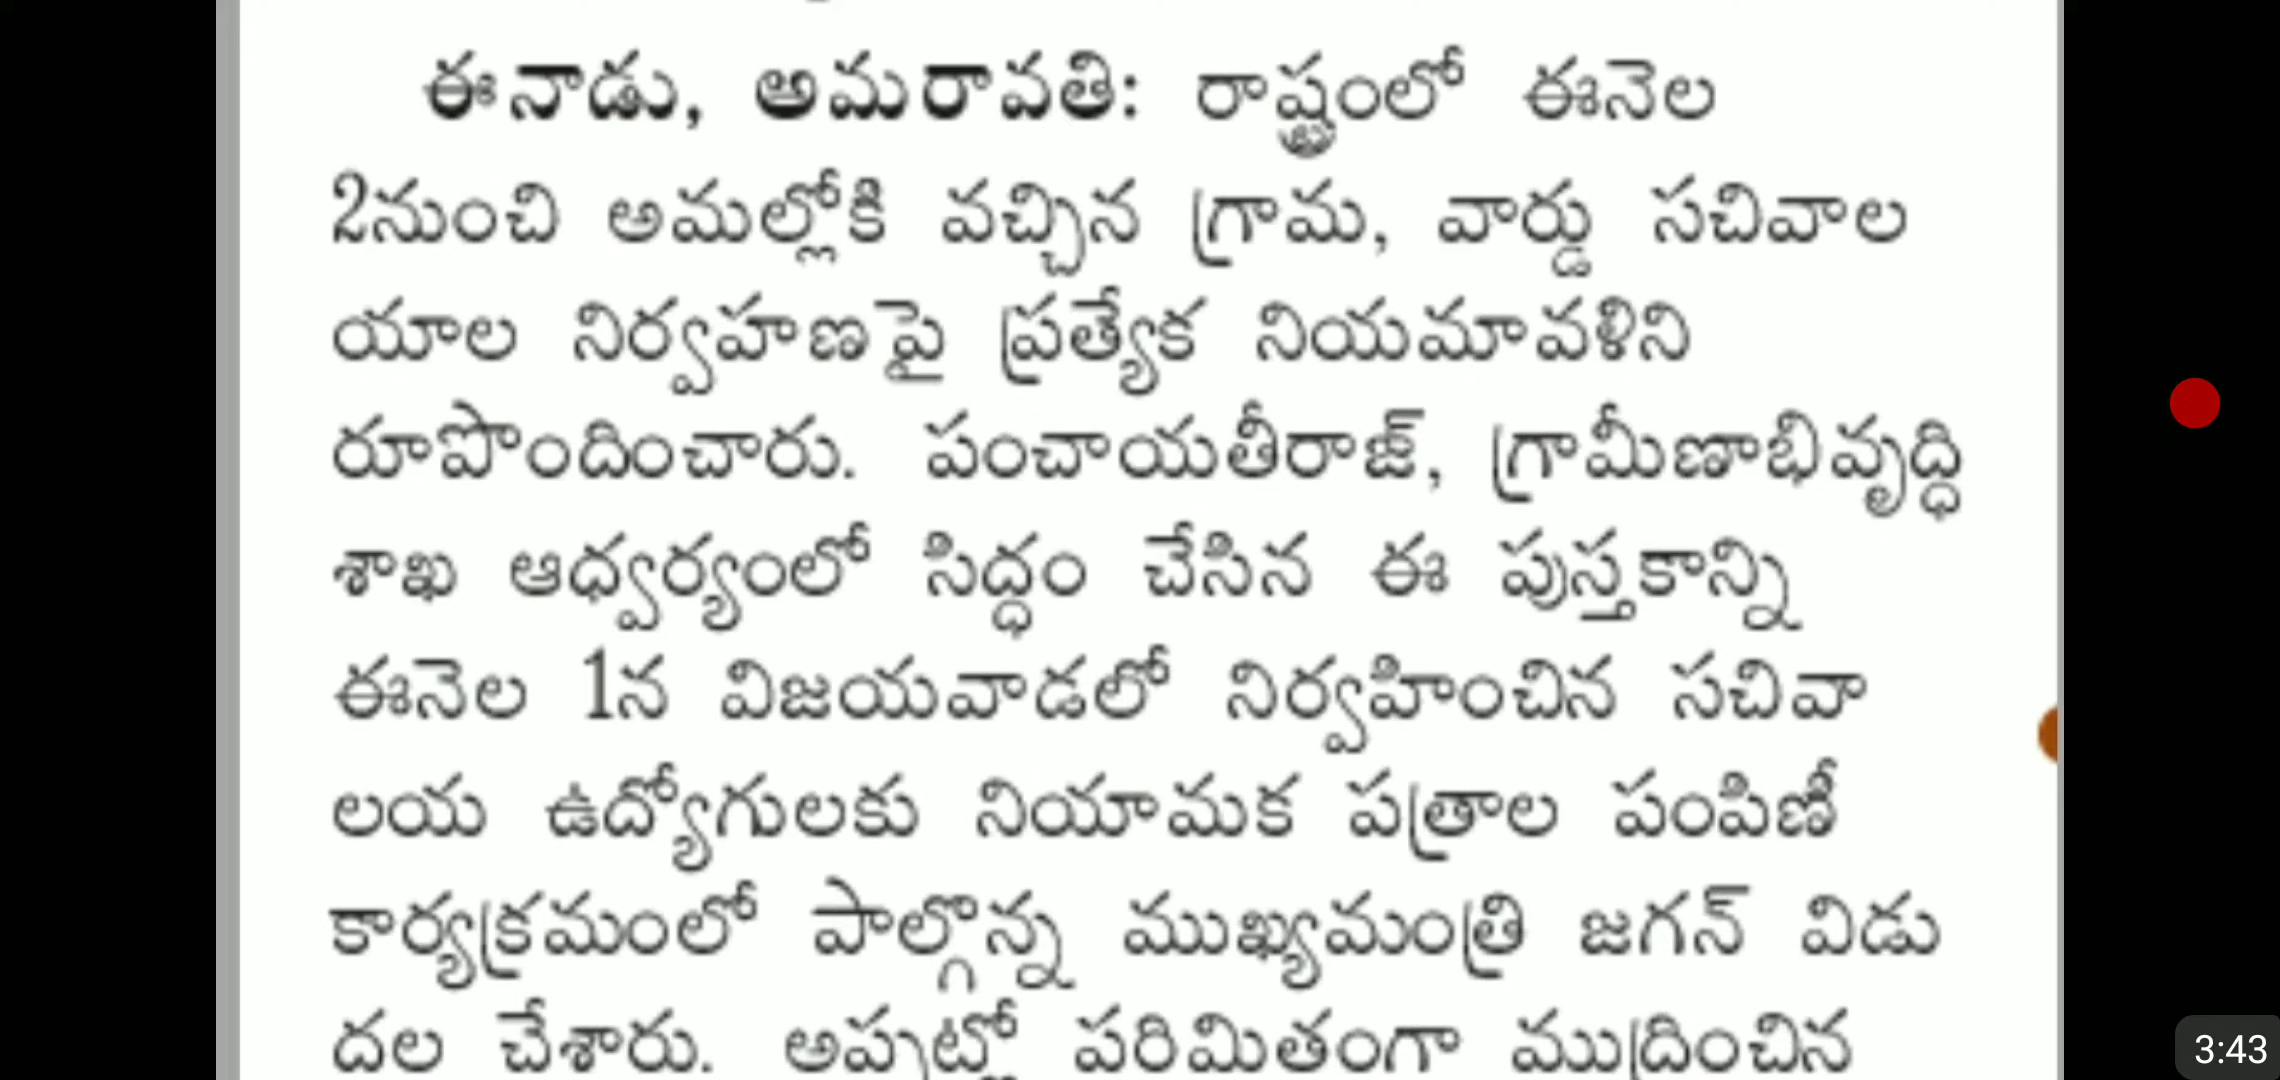 ఈనాడు, అమరావతి: రాష్ట్రంలో ఈనెల
2నుంచి అమల్లోకి వచ్చిన గ్రామ, వార్డు సచివాల
యాల నిర్వహణపై ప్రత్యేక నియమావళిని
రూపొందించారు. పంచాయతీరాజ్, గ్రామీణాభివృద్ధి
శాఖ ఆధ్వర్యంలో సిద్ధం చేసిన ఈ పుస్తకాన్ని
ఈనెల 1న విజయవాడలో నిర్వహించిన సచివా
లయ ఉద్యోగులకు నియామక పత్రాల పంపిణీ
కార్యక్రమంలో పాల్గొన్న ముఖ్యమంత్రి జగన్ విడు
దల చేశారు. అప్పట్లో పరిమితంగా ముద్రించిన
3:43